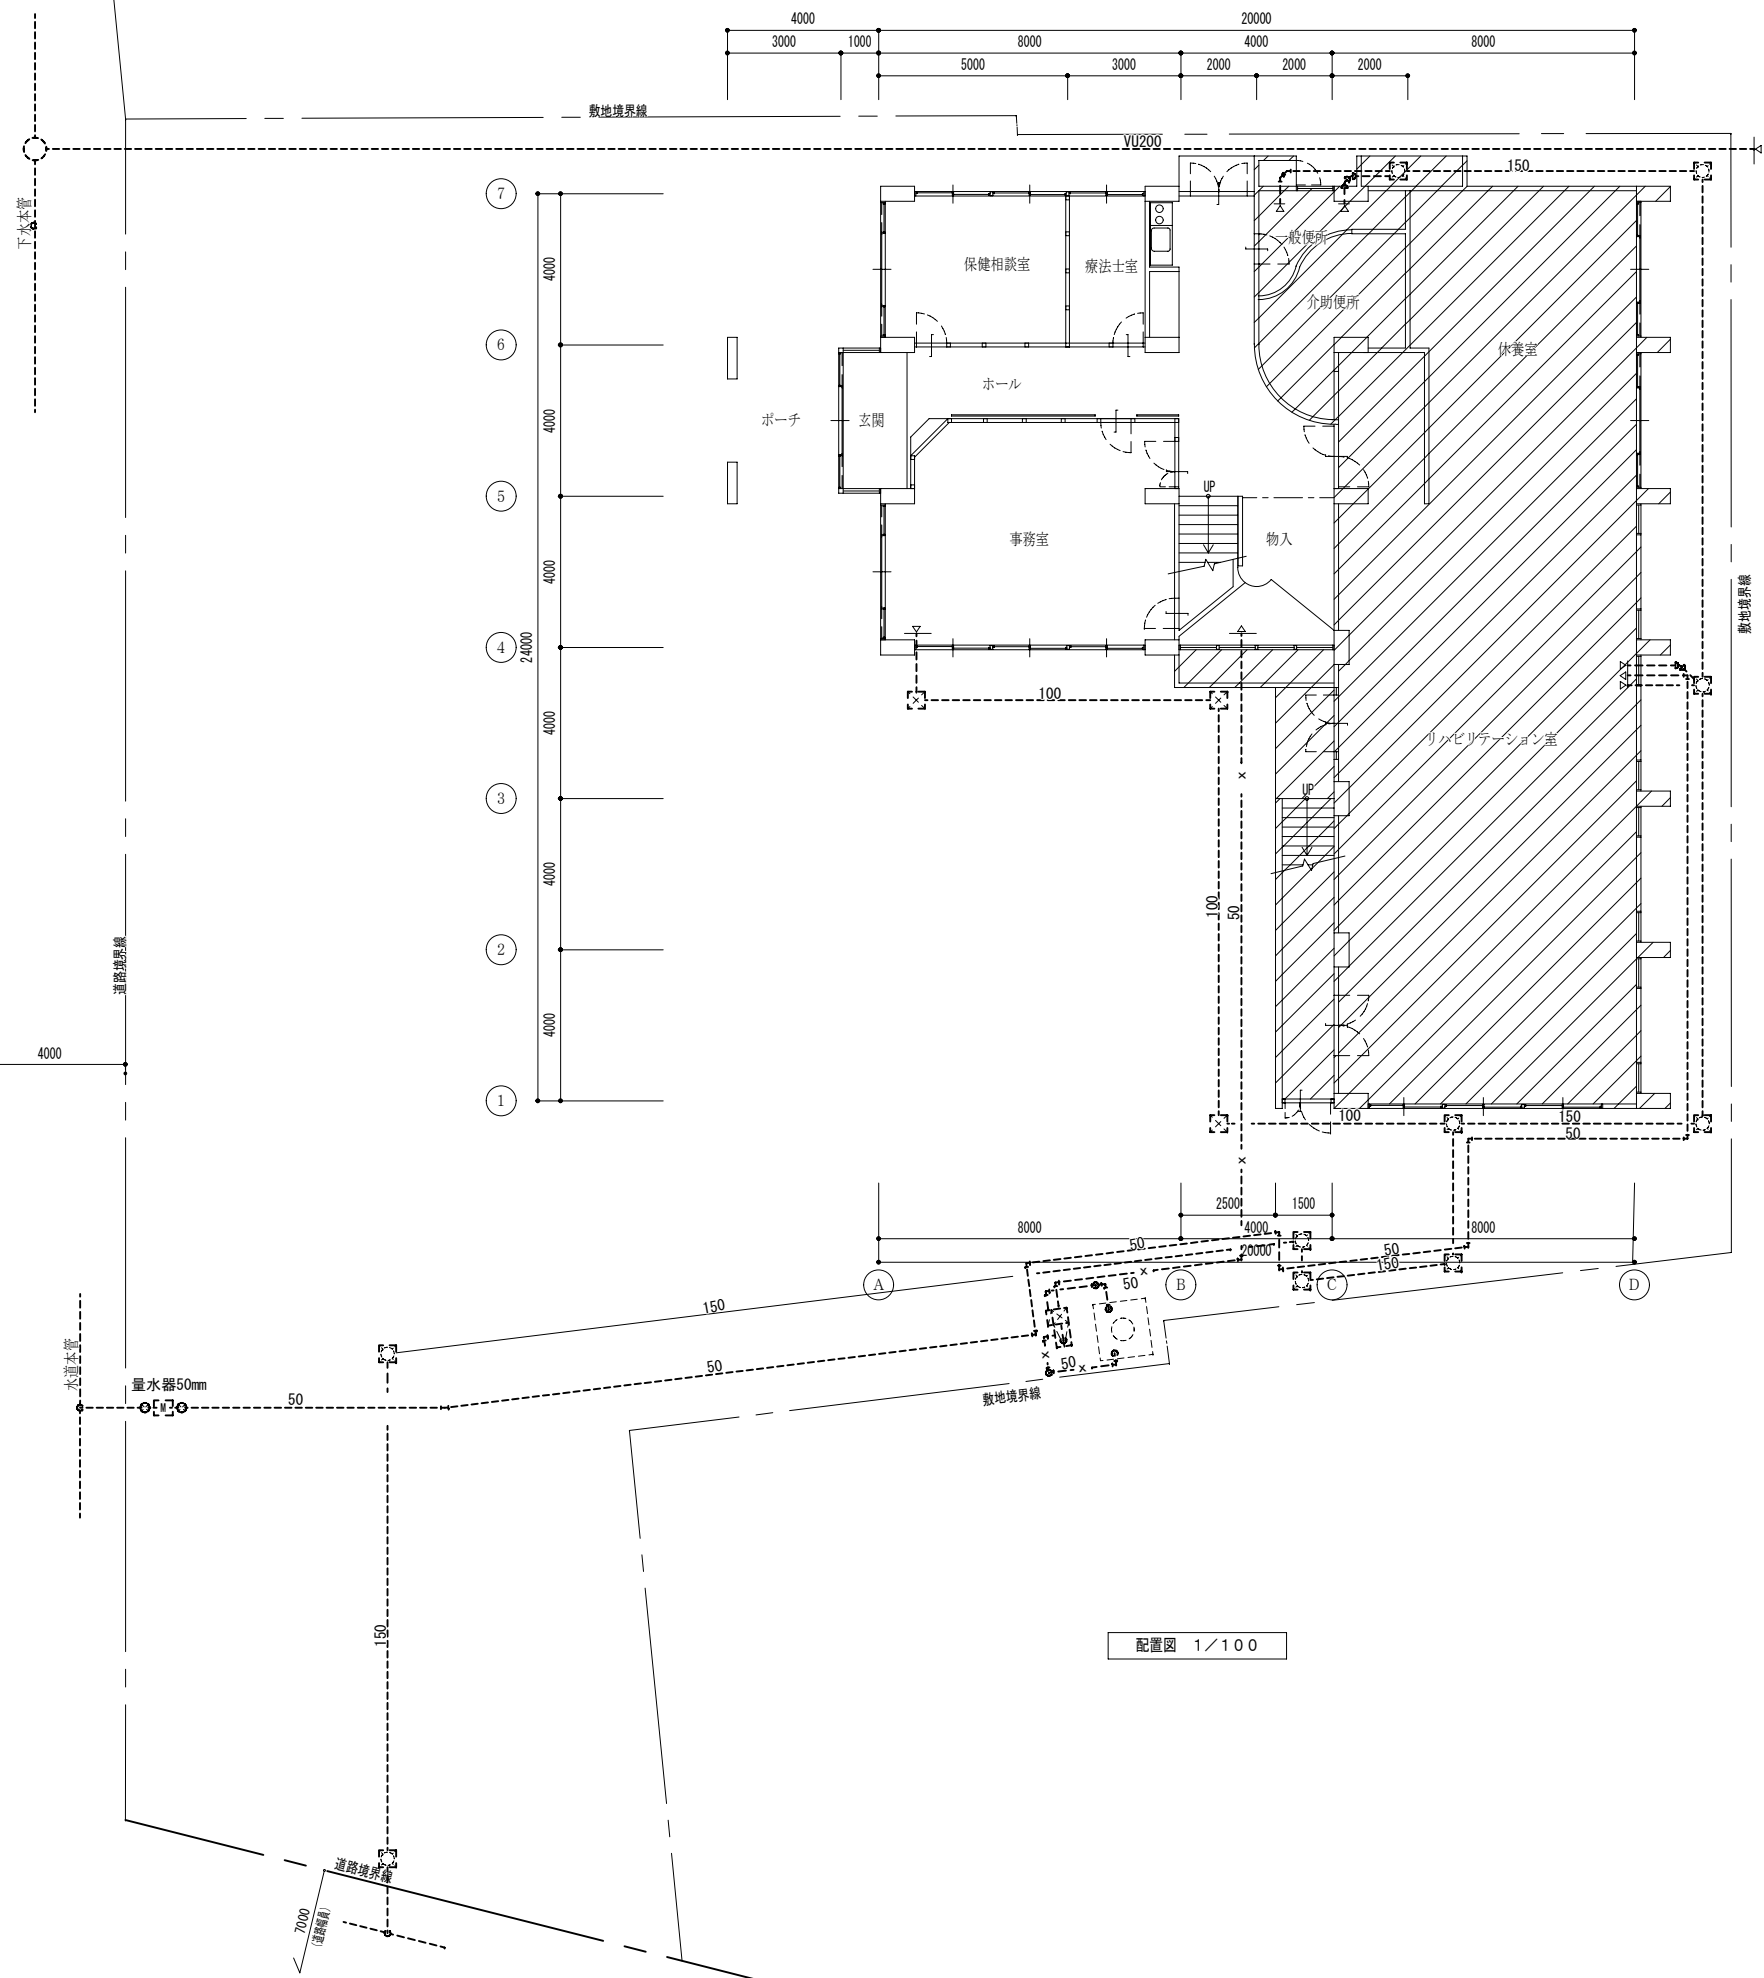 4000
20000
3000
1000
8000
4000
8000
5000
3000
2000
2000
2000
敷地境界線
VU200
150
下水本管
7
一般便所
保健相談室
療法士室
4000
介助便所
6
休養室
ホール
ポーチ
玄関
4000
5
UP
事務室
物入
4000
敷地境界線
4
24000
100
4000
リハビリテーション室
3
UP
4000
100
50
2
道路境界線
4000
4000
1
100
150
50
2500
1500
8000
4000
8000
20000
50
50
150
A
B
C
D
50
150
水道本管
50
50
量水器50mm
M
50
敷地境界線
150
配置図 1/100
道路境界線
7000
(道路幅員)